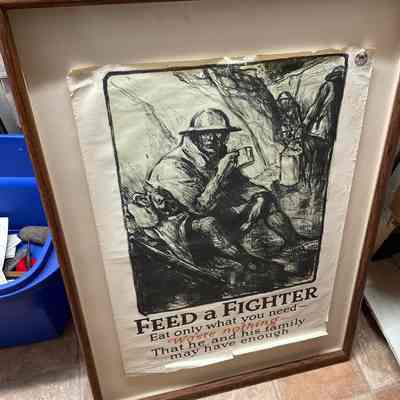 FEED a FIGHTER
Eat only what you need—
Waste nothing—
That he and his family
may have enough